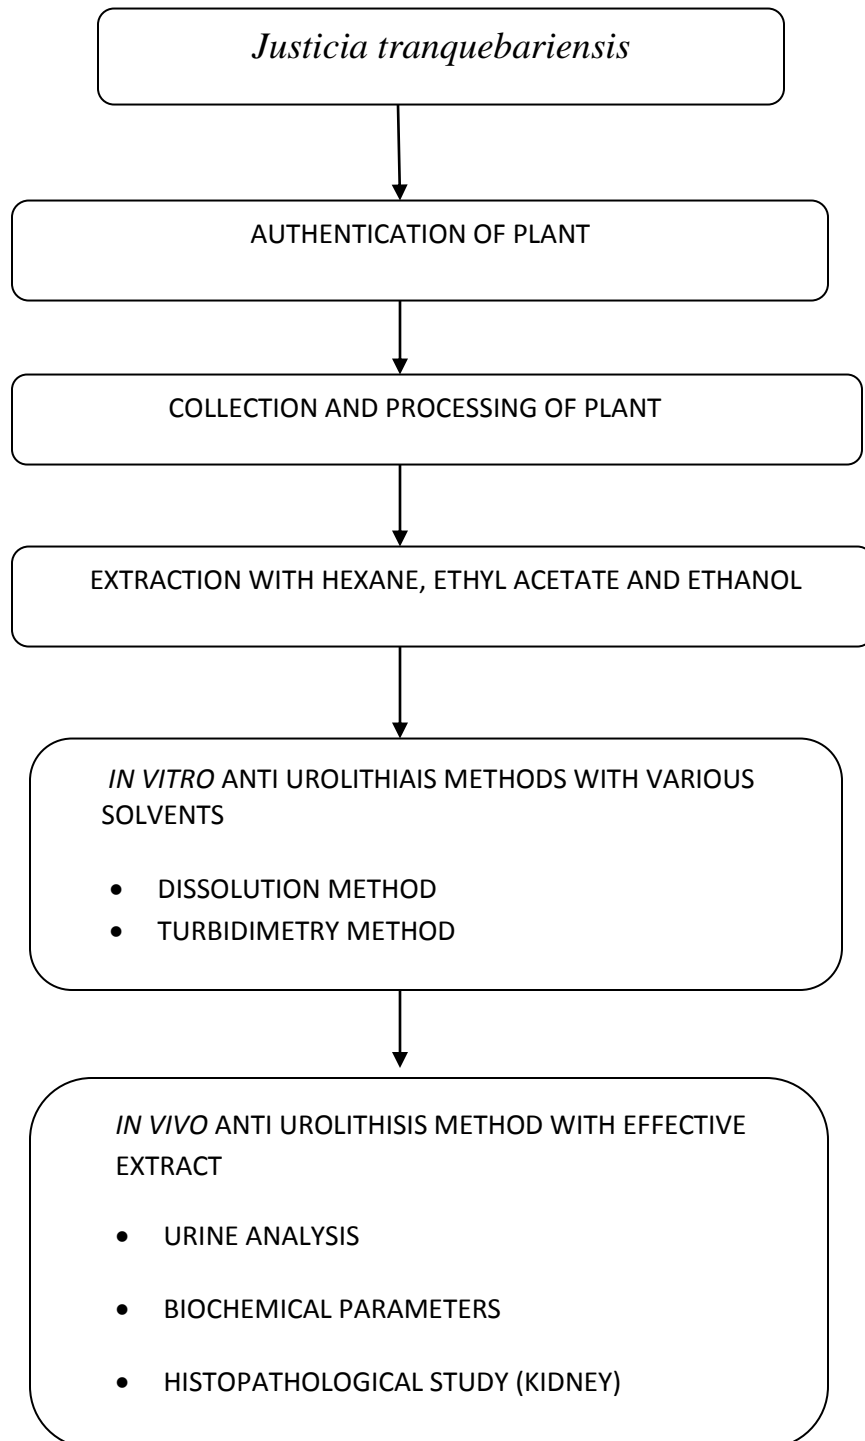 Justicia tranquebariensis
AUTHENTICATION OF PLANT
COLLECTION AND PROCESSING OF PLANT
EXTRACTION WITH HEXANE, ETHYL ACETATE AND ETHANOL
IN VITRO ANTI UROLITHIAIS METHODS WITH VARIOUS
SOLVENTS
• DISSOLUTION METHOD
• TURBIDIMETRY METHOD
IN VIVO ANTI UROLITHISIS METHOD WITH EFFECTIVE
EXTRACT
• URINE ANALYSIS
• BIOCHEMICAL PARAMETERS
• HISTOPATHOLOGICAL STUDY (KIDNEY)